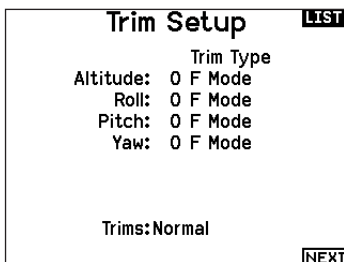 Trim Setup
LIST
Trim Type
Altitude: 0 F Mode
Roll: 0 F Mode
Pitch: 0 F Mode
Yaw: 0 F Mode
Trims:Normal
NEXT